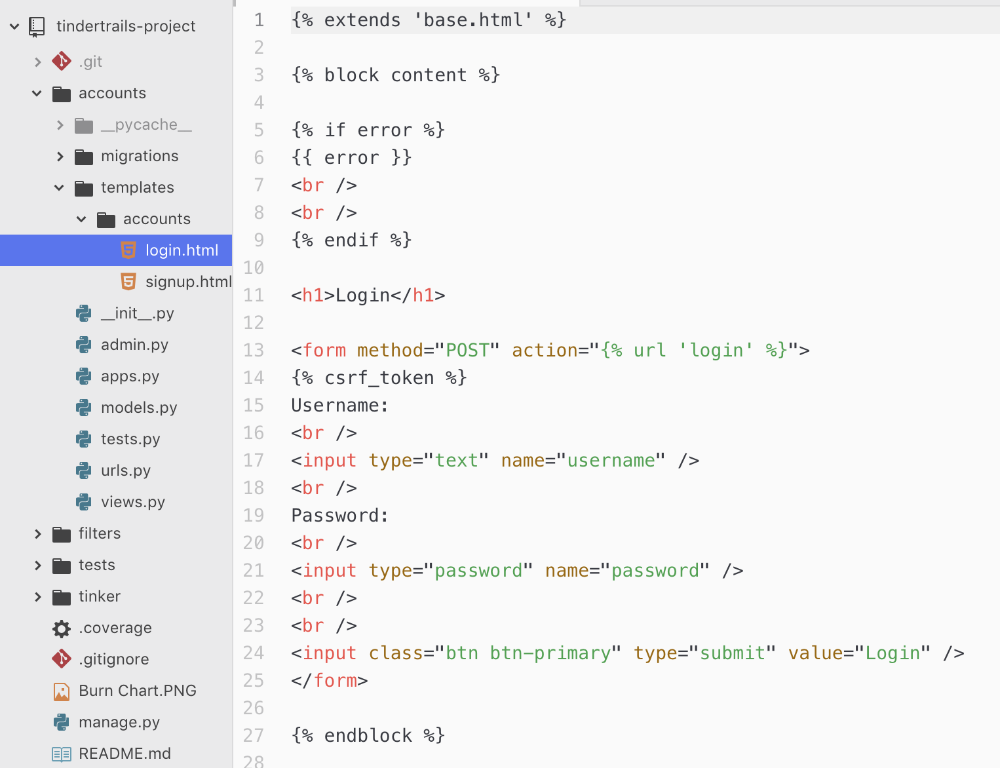 tindertrails-project
.git
accounts
__pycache__
migrations
templates
accounts
login.html
signup.html
__init__.py
admin.py
apps.py
models.py
tests.py
urls.py
views.py
filters
tests
tinker
.coverage
.gitignore
Burn Chart.PNG
manage.py
README.md
1 {% extends 'base.html' %}
2
3 {% block content %}
4
5 {% if error %}
6 {{ error }}
7 <br />
8 <br />
9 {% endif %}
10
11 <h1>Login</h1>
12
13 <form method="POST" action="{% url 'login' %}">
14 {% csrf_token %}
15 Username:
16 <br />
17 <input type="text" name="username" />
18 <br />
19 Password:
20 <br />
21 <input type="password" name="password" />
22 <br />
23 <br />
24 <input class="btn btn-primary" type="submit" value="Login" />
25 </form>
26
27 {% endblock %}
28